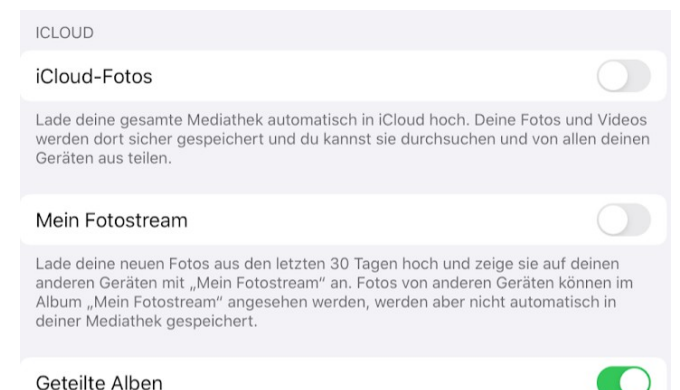 ICLOUD
iCloud-Fotos
Lade deine gesamte Mediathek automatisch in iCloud hoch. Deine Fotos und Videos
werden dort sicher gespeichert und du kannst sie durchsuchen und von allen deinen
Geräten aus teilen.
Mein Fotostream
Lade deine neuen Fotos aus den letzten 30 Tagen hoch und zeige sie auf deinen
anderen Geräten mit „Mein Fotostream“ an. Fotos von anderen Geräten können im
Album „Mein Fotostream“ angesehen werden, werden aber nicht automatisch in
deiner Mediathek gespeichert.
Geteilte Alben